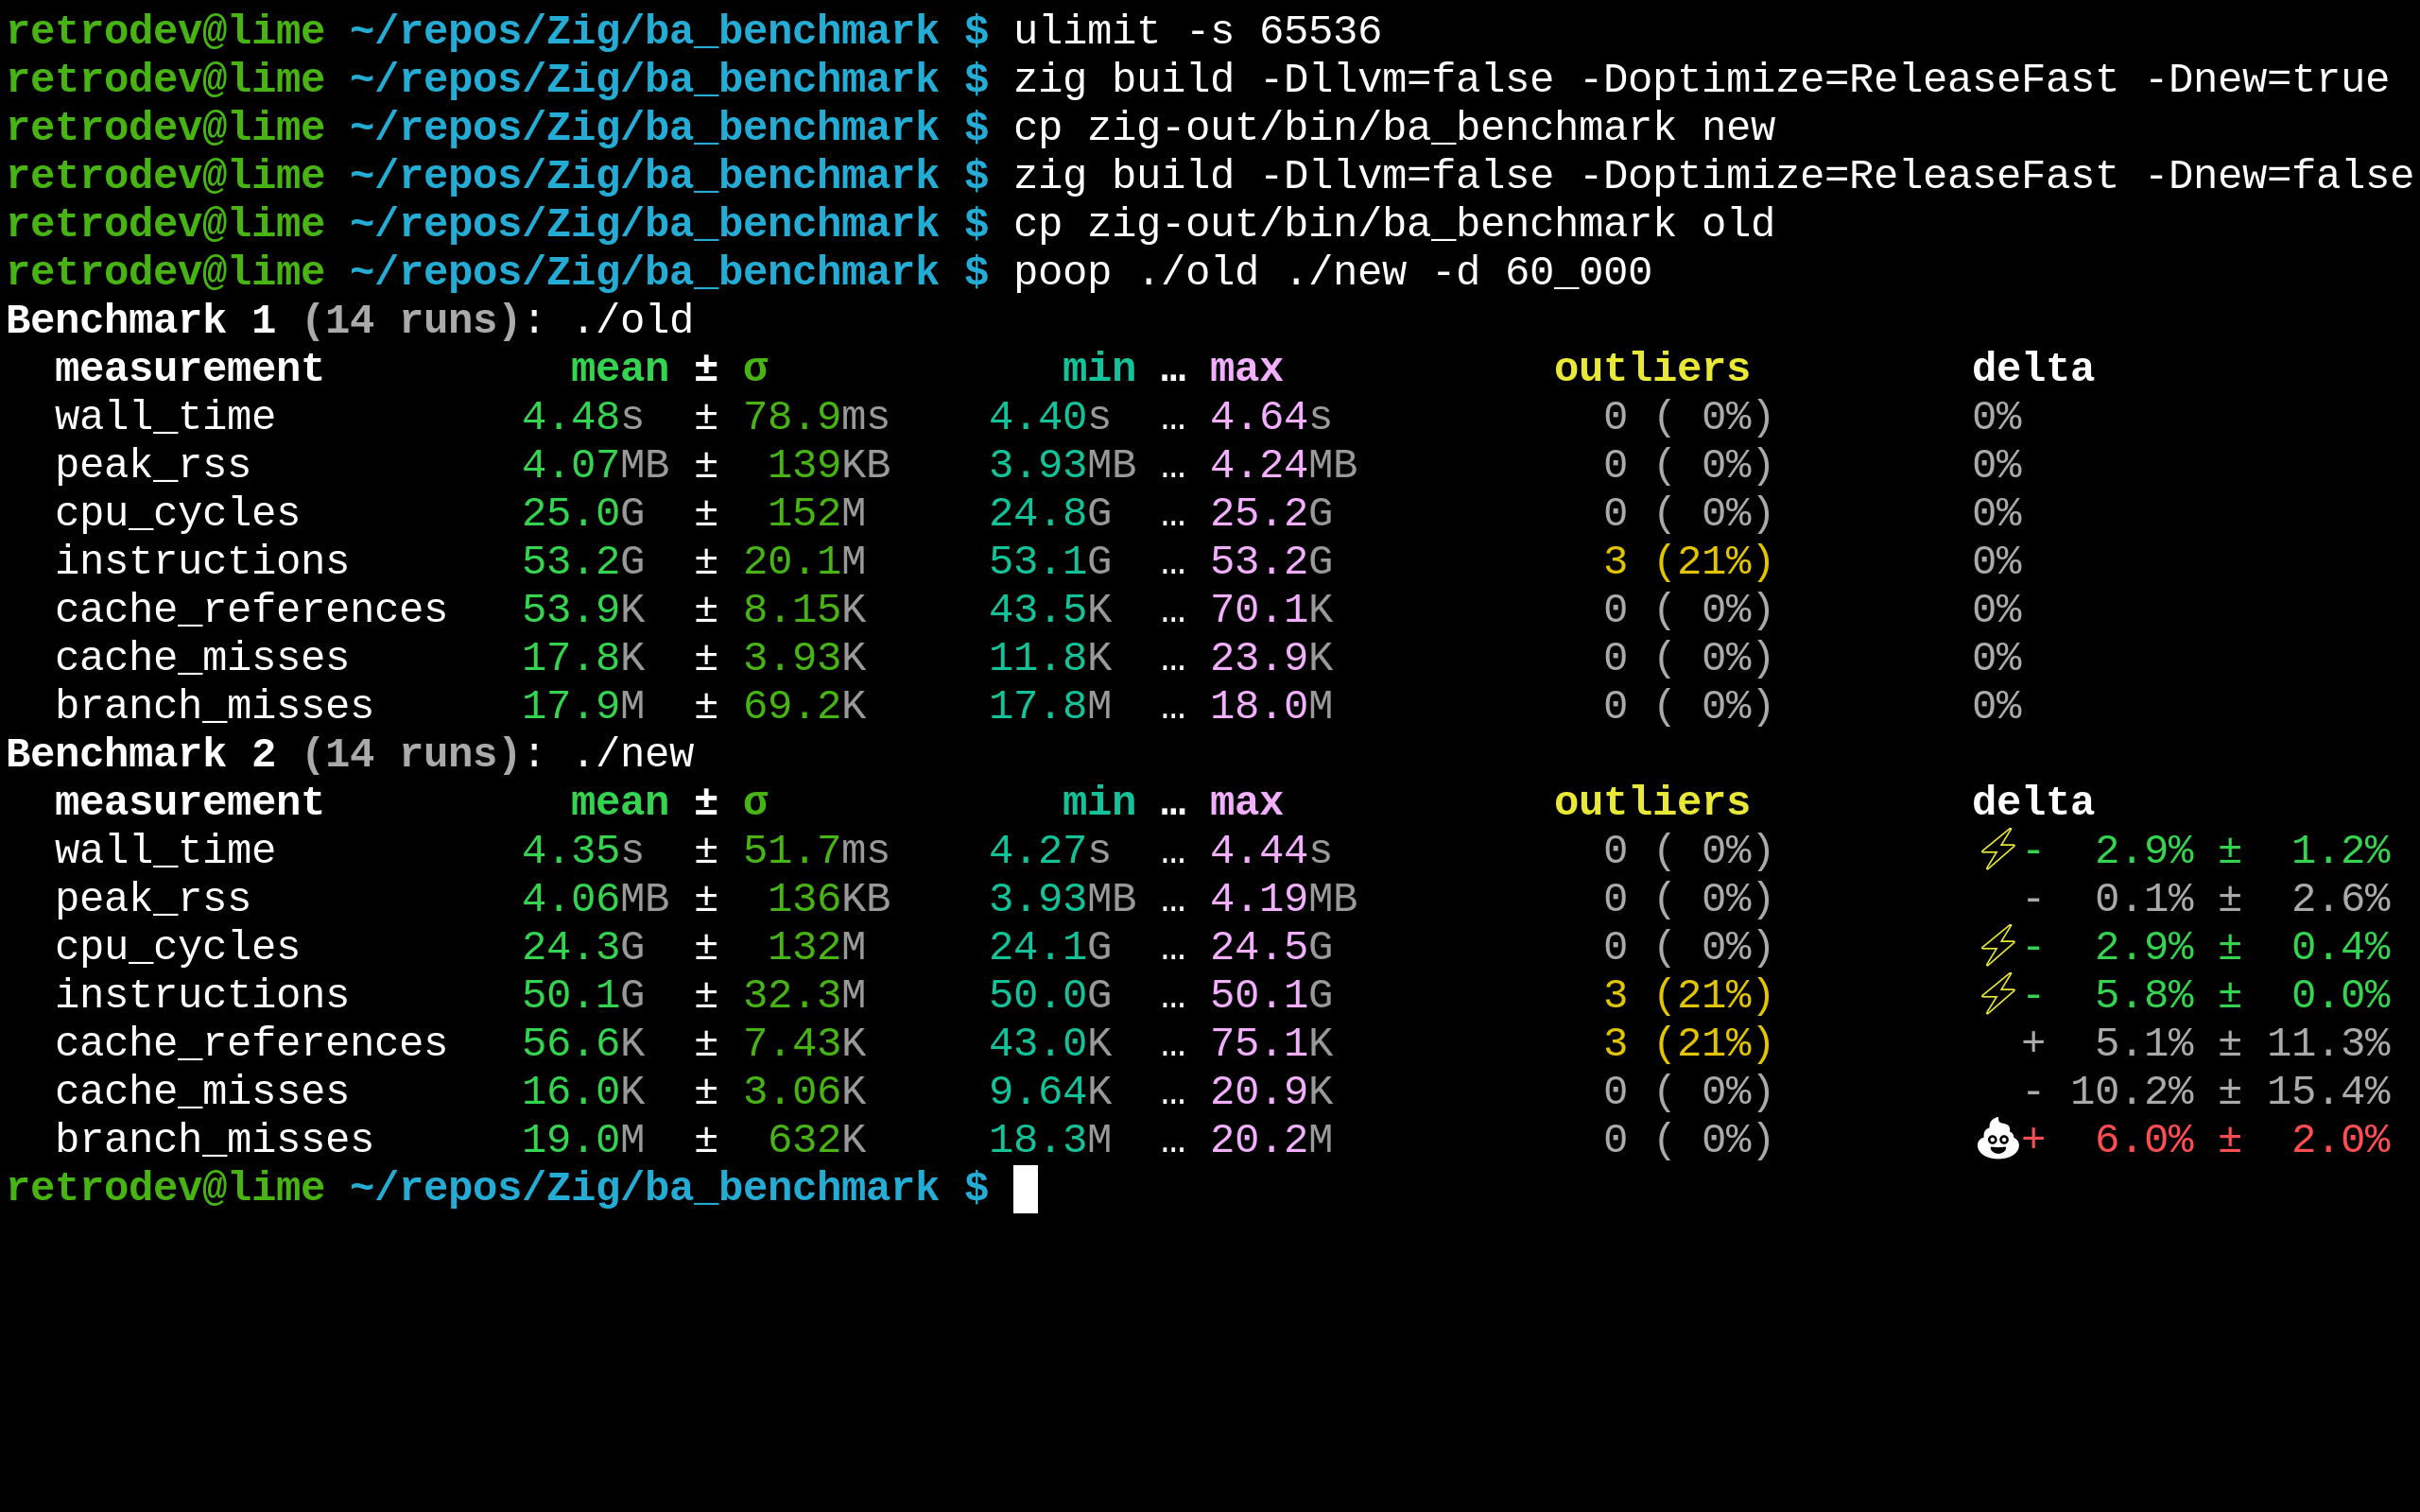 retrodev@lime ~/repos/Zig/ba_benchmark $ ulimit -s 65536
retrodev@lime ~/repos/Zig/ba_benchmark $ zig build -Dllvm=false -Doptimize=ReleaseFast -Dnew=true
retrodev@lime ~/repos/Zig/ba_benchmark $ cp zig-out/bin/ba_benchmark new
retrodev@lime ~/repos/Zig/ba_benchmark $ zig build -Dllvm=false -Doptimize=ReleaseFast -Dnew=false
retrodev@lime ~/repos/Zig/ba_benchmark $ cp zig-out/bin/ba_benchmark old
retrodev@lime ~/repos/Zig/ba_benchmark $ poop ./old ./new -d 60_000
Benchmark 1 (14 runs): ./old
  measurement          mean ± σ            min … max           outliers         delta
  wall_time          4.48s  ± 78.9ms    4.40s  … 4.64s           0 ( 0%)        0%
  peak_rss           4.07MB ±  139KB    3.93MB … 4.24MB          0 ( 0%)        0%
  cpu_cycles         25.0G  ±  152M     24.8G  … 25.2G           0 ( 0%)        0%
  instructions       53.2G  ± 20.1M     53.1G  … 53.2G           3 (21%)        0%
  cache_references   53.9K  ± 8.15K     43.5K  … 70.1K           0 ( 0%)        0%
  cache_misses       17.8K  ± 3.93K     11.8K  … 23.9K           0 ( 0%)        0%
  branch_misses      17.9M  ± 69.2K     17.8M  … 18.0M           0 ( 0%)        0%
Benchmark 2 (14 runs): ./new
  measurement          mean ± σ            min … max           outliers         delta
  wall_time          4.35s  ± 51.7ms    4.27s  … 4.44s           0 ( 0%)        ⚡-  2.9% ±  1.2%
  peak_rss           4.06MB ±  136KB    3.93MB … 4.19MB          0 ( 0%)          -  0.1% ±  2.6%
  cpu_cycles         24.3G  ±  132M     24.1G  … 24.5G           0 ( 0%)        ⚡-  2.9% ±  0.4%
  instructions       50.1G  ± 32.3M     50.0G  … 50.1G           3 (21%)        ⚡-  5.8% ±  0.0%
  cache_references   56.6K  ± 7.43K     43.0K  … 75.1K           3 (21%)          +  5.1% ± 11.3%
  cache_misses       16.0K  ± 3.06K     9.64K  … 20.9K           0 ( 0%)          - 10.2% ± 15.4%
  branch_misses      19.0M  ±  632K     18.3M  … 20.2M           0 ( 0%)        💩+  6.0% ±  2.0%
retrodev@lime ~/repos/Zig/ba_benchmark $